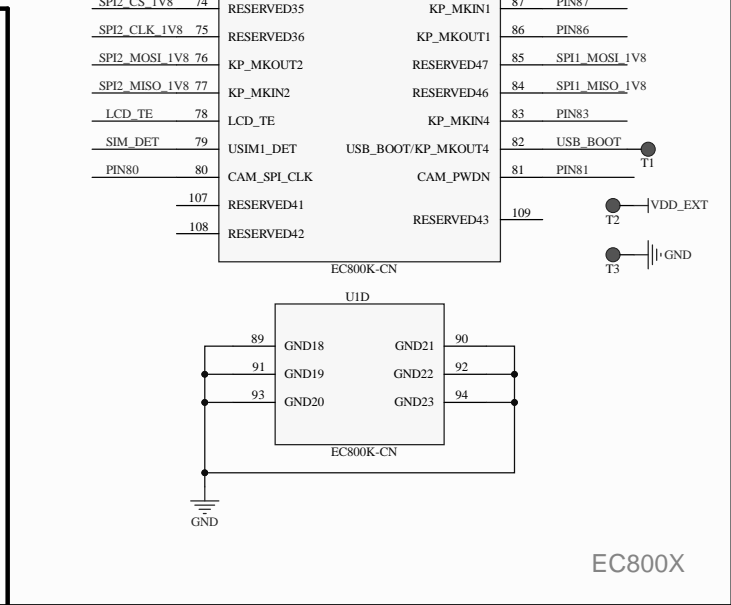 SPI2_CS_1V8 74 RESERVED35 KP_MKIN1 87 PIN87
SPI2_CLK_1V8 75 RESERVED36 KP_MKOUT1 86 PIN86
SPI2_MOSI_1V8 76 KP_MKOUT2 RESERVED47 85 SPI1_MOSI_1V8
SPI2_MISO_1V8 77 KP_MKIN2 RESERVED46 84 SPI1_MISO_1V8
LCD_TE 78 LCD_TE KP_MKIN4 83 PIN83
SIM_DET 79 USIM1_DET USB_BOOT/KP_MKOUT4 82 USB_BOOT
T1
PIN80 80 CAM_SPI_CLK CAM_PWDN 81 PIN81
107 RESERVED41 VDD_EXT
T2
108 RESERVED42 RESERVED43 109
GND
T3
EC800K-CN
U1D
89 GND18 GND21 90
91 GND19 GND22 92
93 GND20 GND23 94
EC800K-CN
GND
EC800X